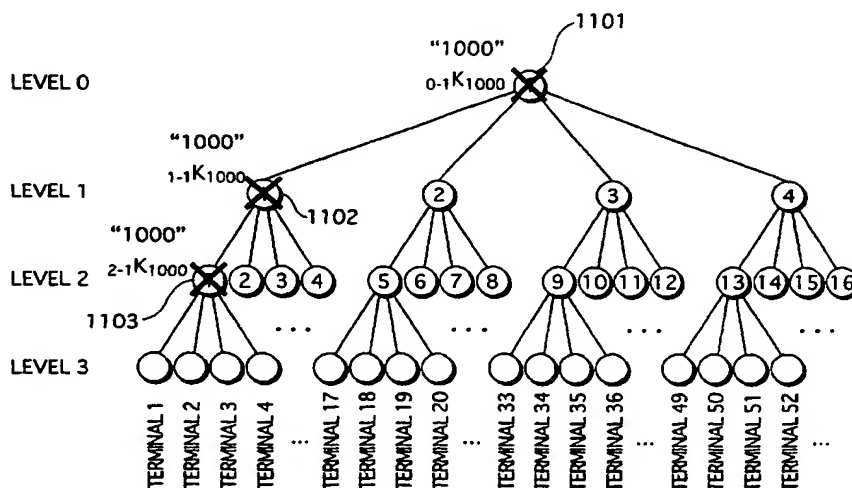 1101
"1000"
LEVEL 0
0-1K1000
"1000"
LEVEL 1
1-1K1000
2
3
4
1102
"1000"
LEVEL 2
2-1K1000
2 3 4 5 6 7 8 9 10 11 12 13 14 15 16
1103
... ... ... ...
LEVEL 3
TERMINAL 1
TERMINAL 2
TERMINAL 3
TERMINAL 4
...
TERMINAL 17
TERMINAL 18
TERMINAL 19
TERMINAL 20
...
TERMINAL 33
TERMINAL 34
TERMINAL 35
TERMINAL 36
...
TERMINAL 49
TERMINAL 50
TERMINAL 51
TERMINAL 52
...